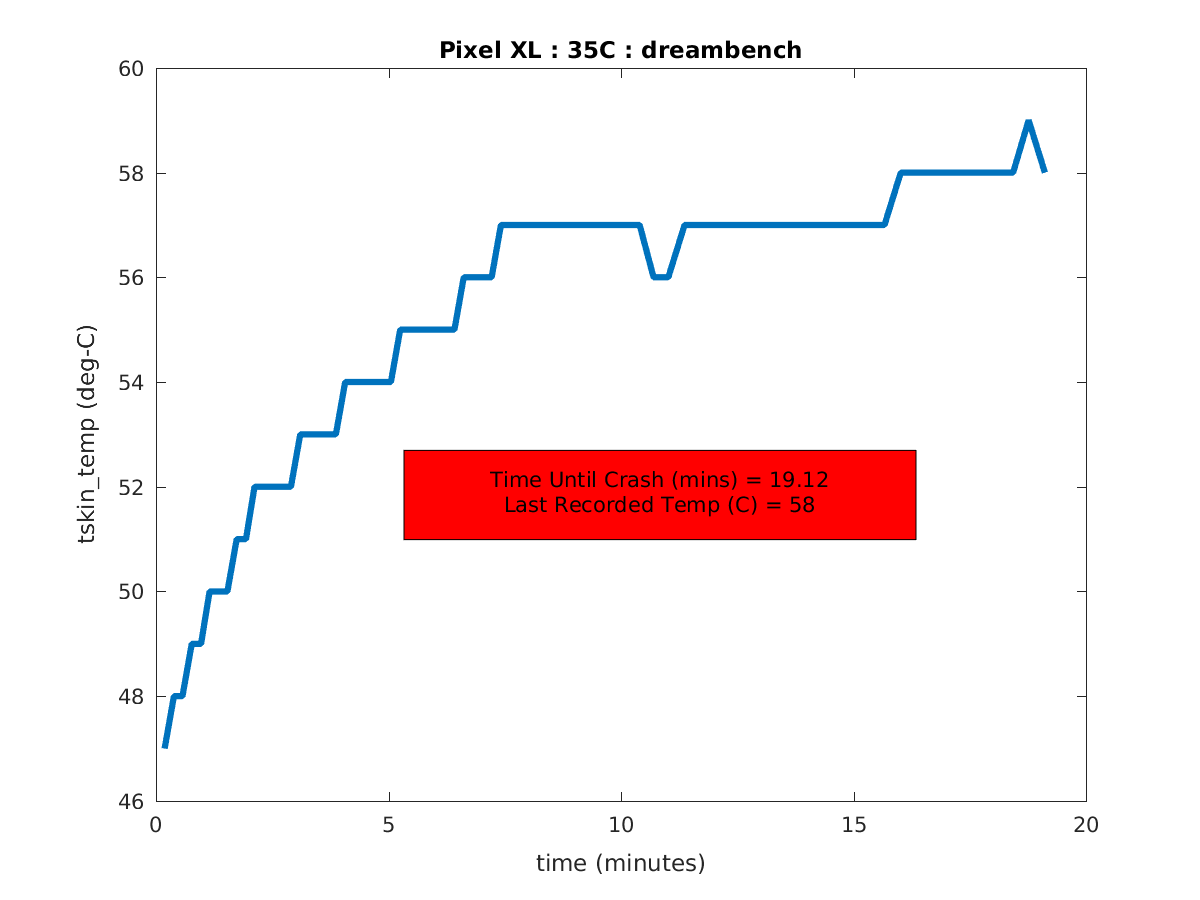 Pixel XL : 35C : dreambench
60
58
56
54
52
50
48
46
tskin_temp (deg-C)
Time Until Crash (mins) = 19.12
Last Recorded Temp (C) = 58
0 5 10 15 20
time (minutes)